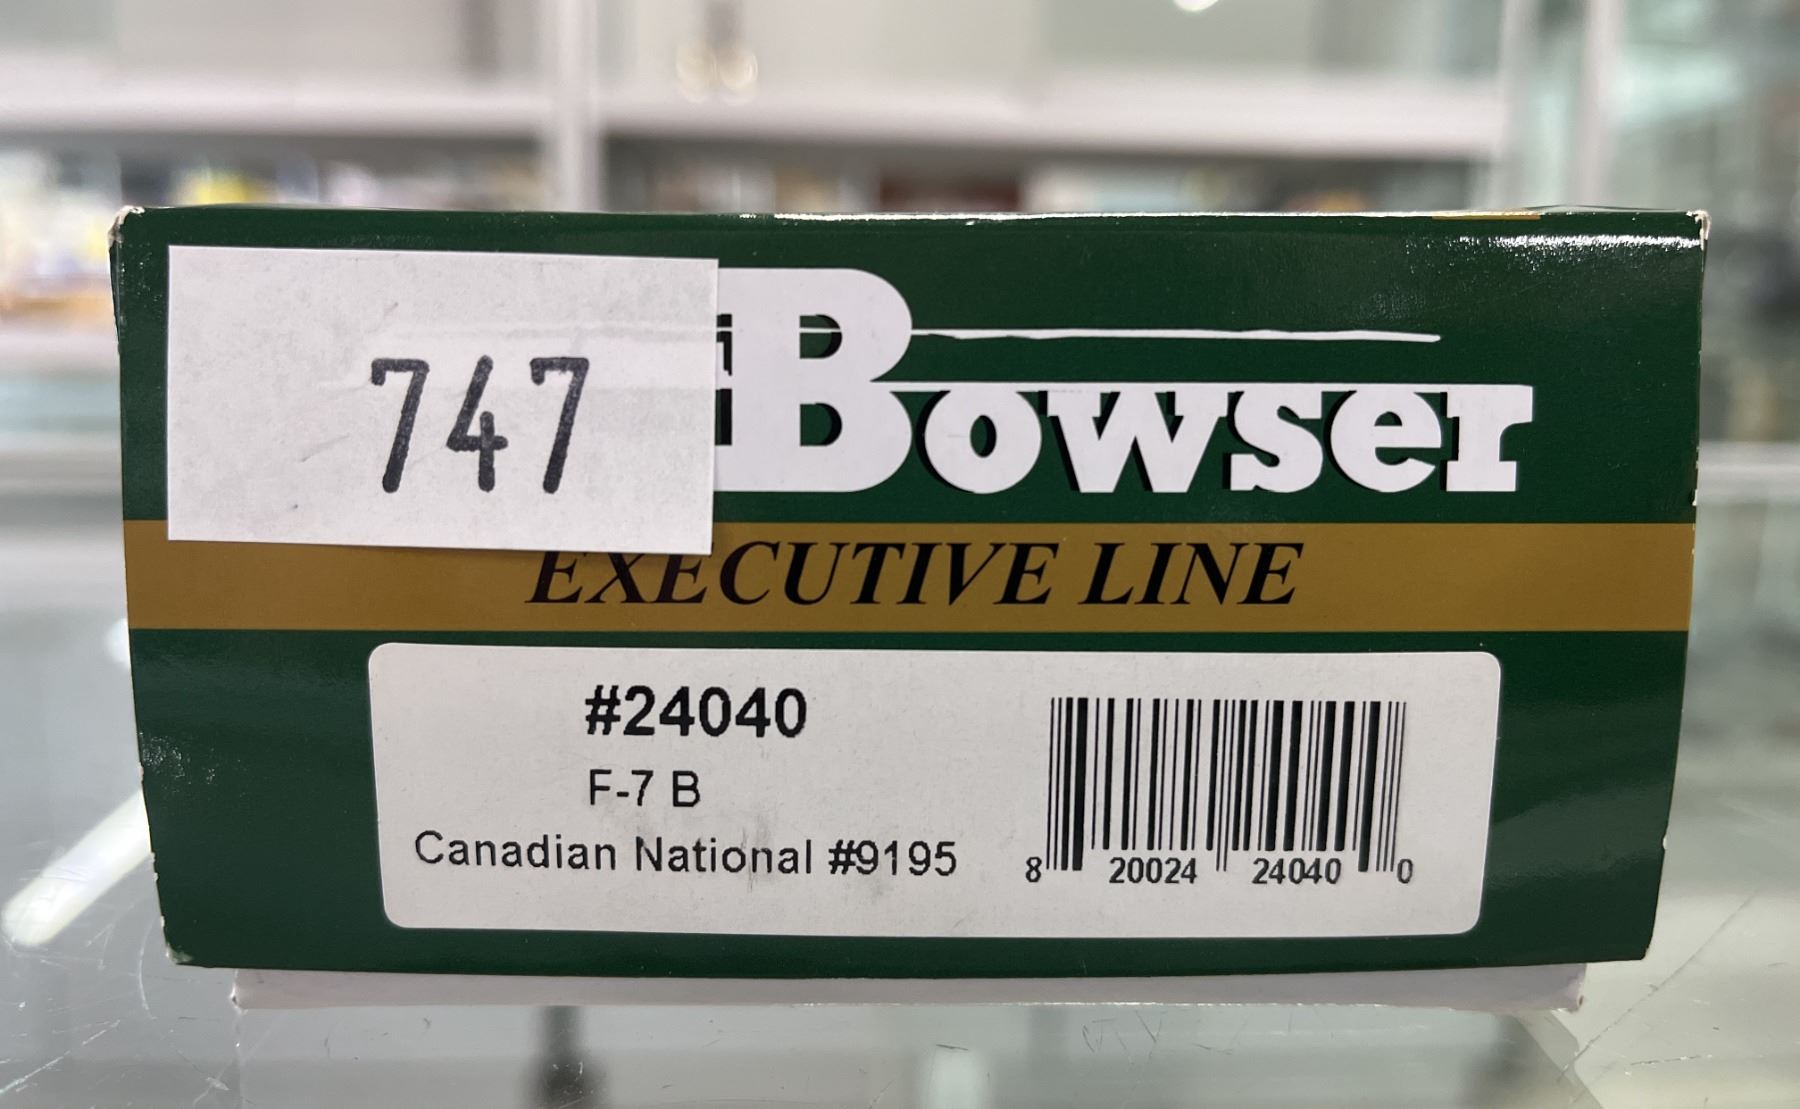 747
Bowser
EXECUTIVE LINE
#24040
F-7 B
Canadian National #9195
8 20024 24040 0